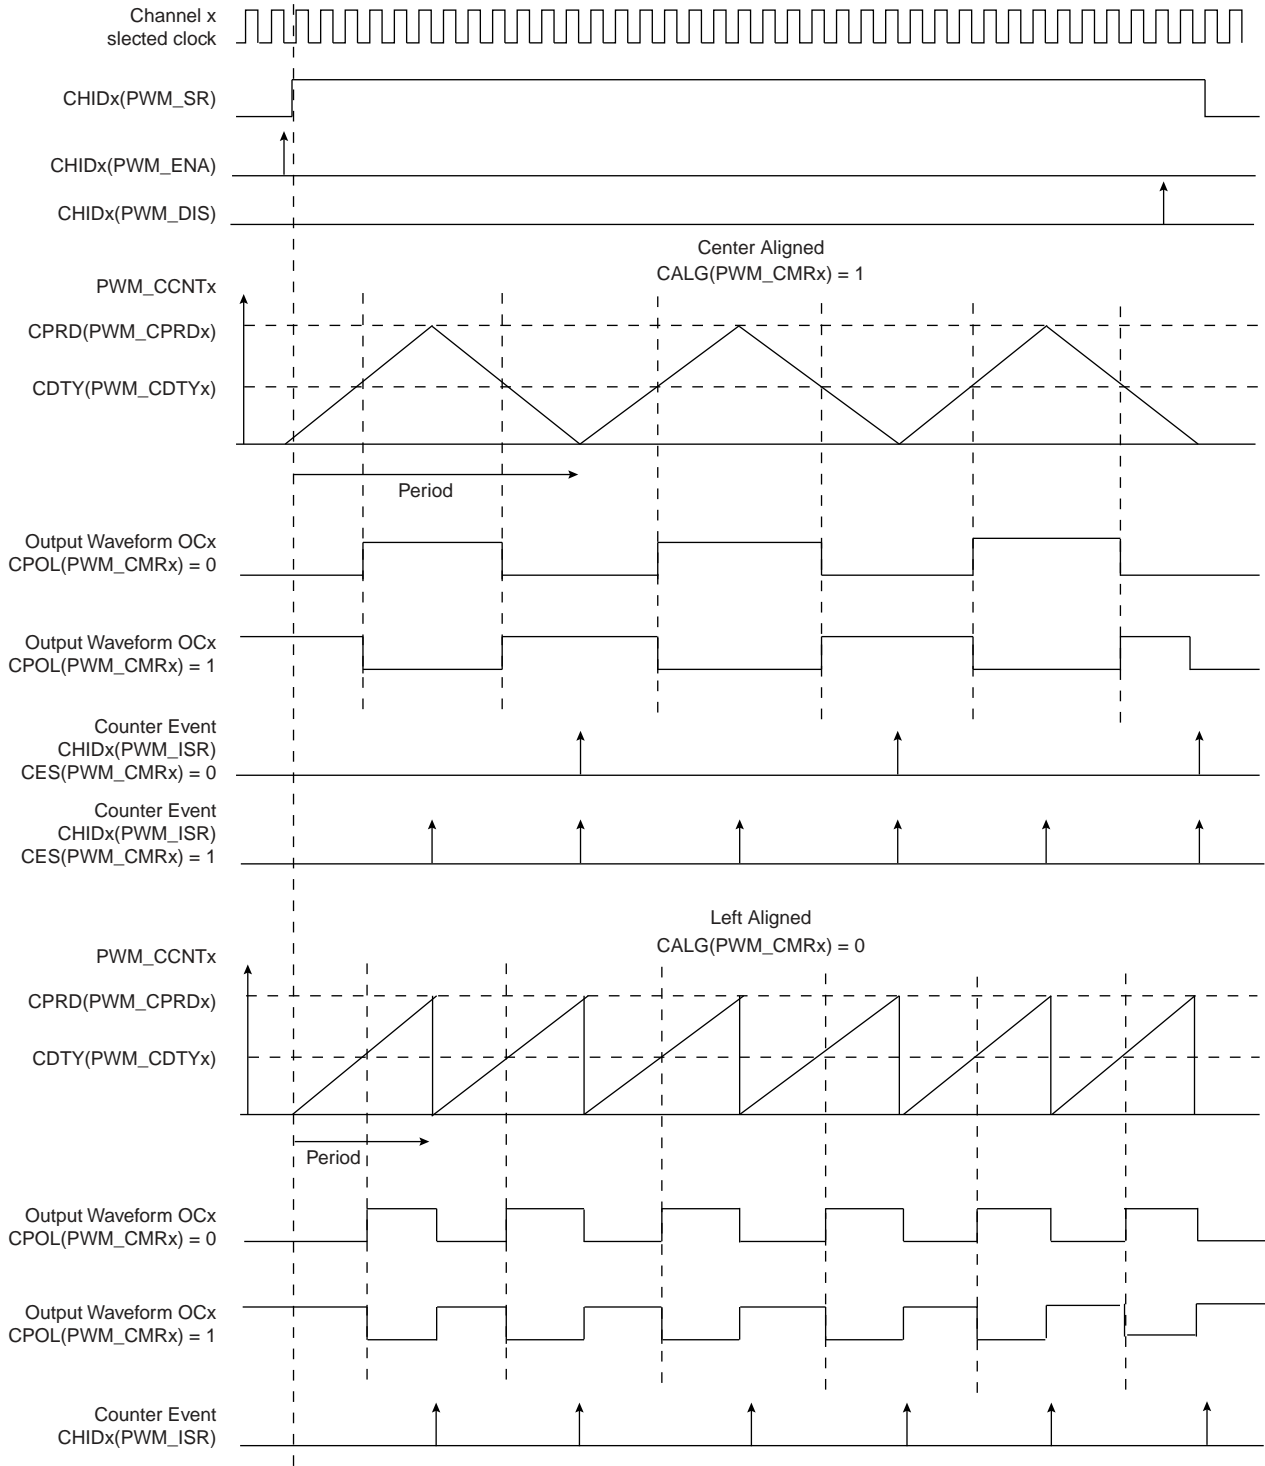 Channel x
slected clock
CHIDx(PWM_SR)
CHIDx(PWM_ENA)
CHIDx(PWM_DIS)
Center Aligned
CALG(PWM_CMRx) = 1
PWM_CCNTx
CPRD(PWM_CPRDx)
CDTY(PWM_CDTYx)
Period
Output Waveform OCx
CPOL(PWM_CMRx) = 0
Output Waveform OCx
CPOL(PWM_CMRx) = 1
Counter Event
CHIDx(PWM_ISR)
CES(PWM_CMRx) = 0
Counter Event
CHIDx(PWM_ISR)
CES(PWM_CMRx) = 1
Left Aligned
CALG(PWM_CMRx) = 0
PWM_CCNTx
CPRD(PWM_CPRDx)
CDTY(PWM_CDTYx)
Period
Output Waveform OCx
CPOL(PWM_CMRx) = 0
Output Waveform OCx
CPOL(PWM_CMRx) = 1
Counter Event
CHIDx(PWM_ISR)